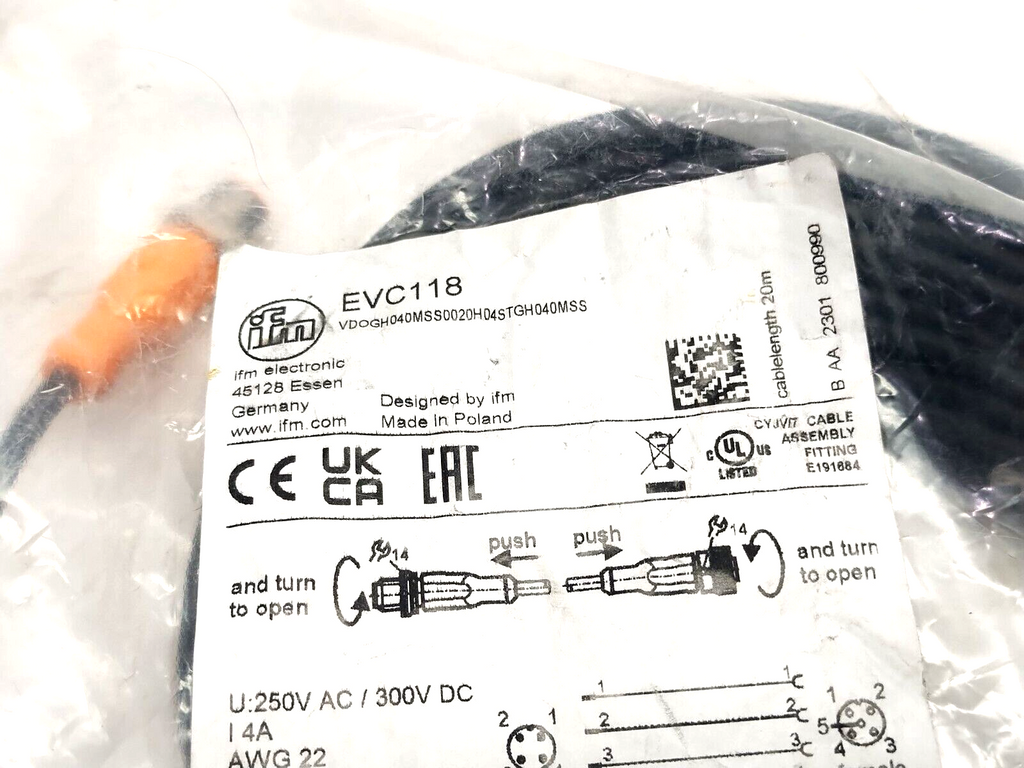 EVC118
VDOGH040MSS0020H04STGH040MSS
ifm
ifm electronic
45128 Essen
Germany
www.ifm.com
Designed by ifm
Made in Poland
cablelength 20m
B AA 2301 800990
CE
UK
CA
EAC
C UL US
LISTED
CYJV/7 CABLE
ASSEMBLY
FITTING
E191684
14
push
push
14
and turn
to open
and turn
to open
U:250V AC / 300V DC
I 4A
AWG 22
2 1
1 1
2 2
3 3
1 2
5
4 3
female